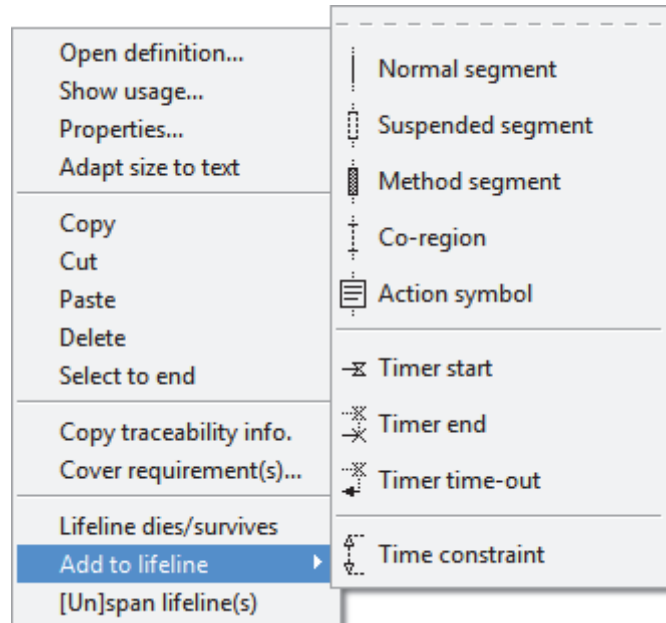 Open definition...
Show usage...
Properties...
Adapt size to text
Copy
Cut
Paste
Delete
Select to end
Copy traceability info.
Cover requirement(s)...
Lifeline dies/survives
Add to lifeline
[Un]span lifeline(s)
Normal segment
Suspended segment
Method segment
Co-region
Action symbol
Timer start
Timer end
Timer time-out
Time constraint